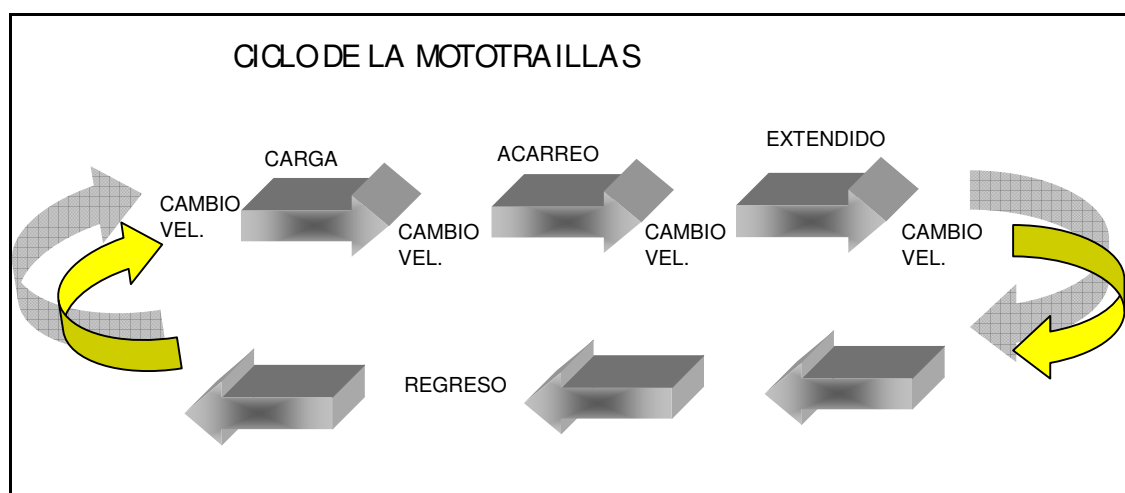 CICLO DE LA MOTOTRAILLAS
CARGA
ACARREO
EXTENDIDO
CAMBIO
VEL.
CAMBIO
VEL.
CAMBIO
VEL.
CAMBIO
VEL.
REGRESO